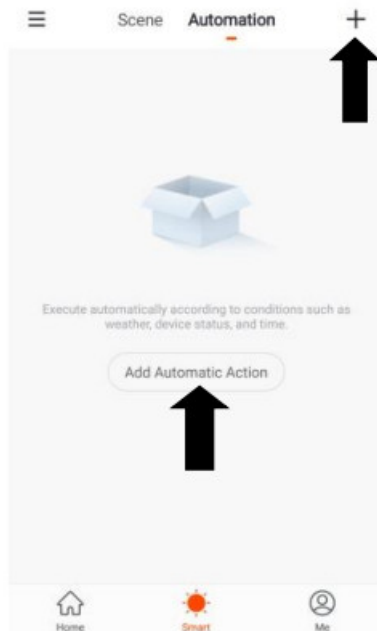 Scene Automation
Execute automatically according to conditions such as
weather, device status, and time.
Add Automatic Action
Home Smart Me